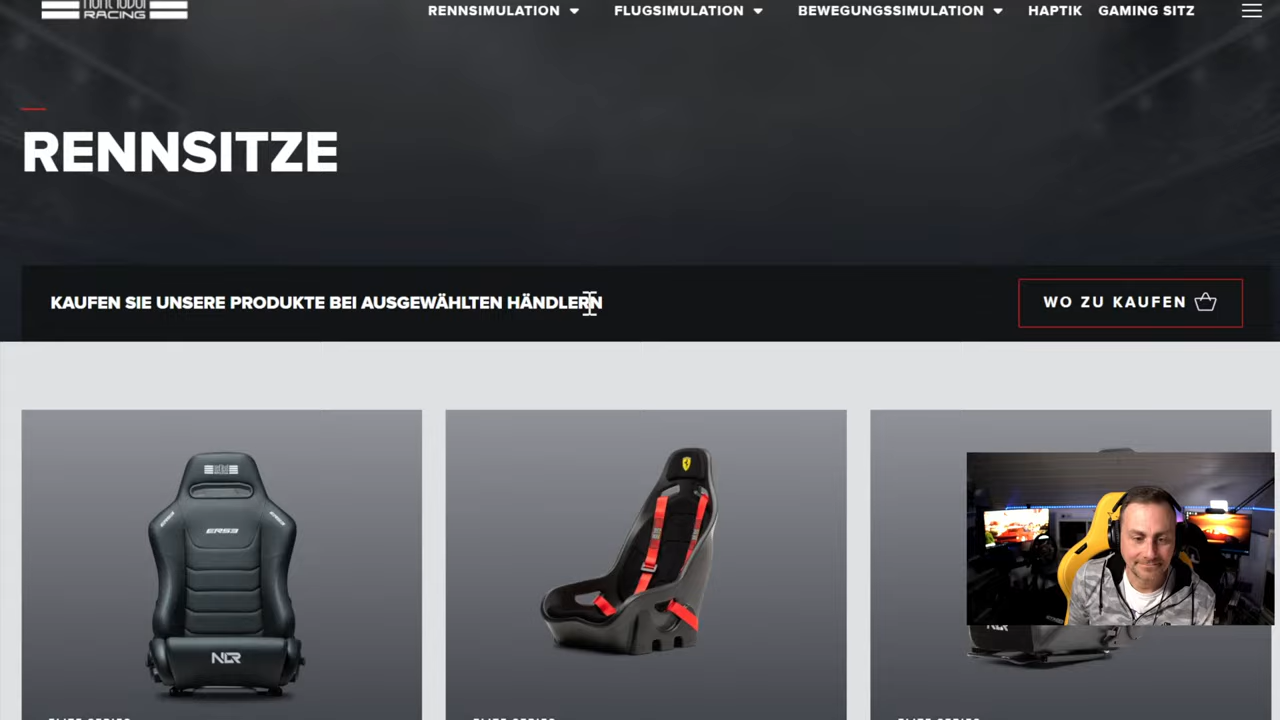 RACING
RENNSIMULATION
FLUGSIMULATION
BEWEGUNGSSIMULATION
HAPTIK
GAMING SITZ
RENNSITZE
KAUFEN SIE UNSERE PRODUKTE BEI AUSGEWÄHLTEN HÄNDLERN
WO ZU KAUFEN
ERS3
NLR
NLR